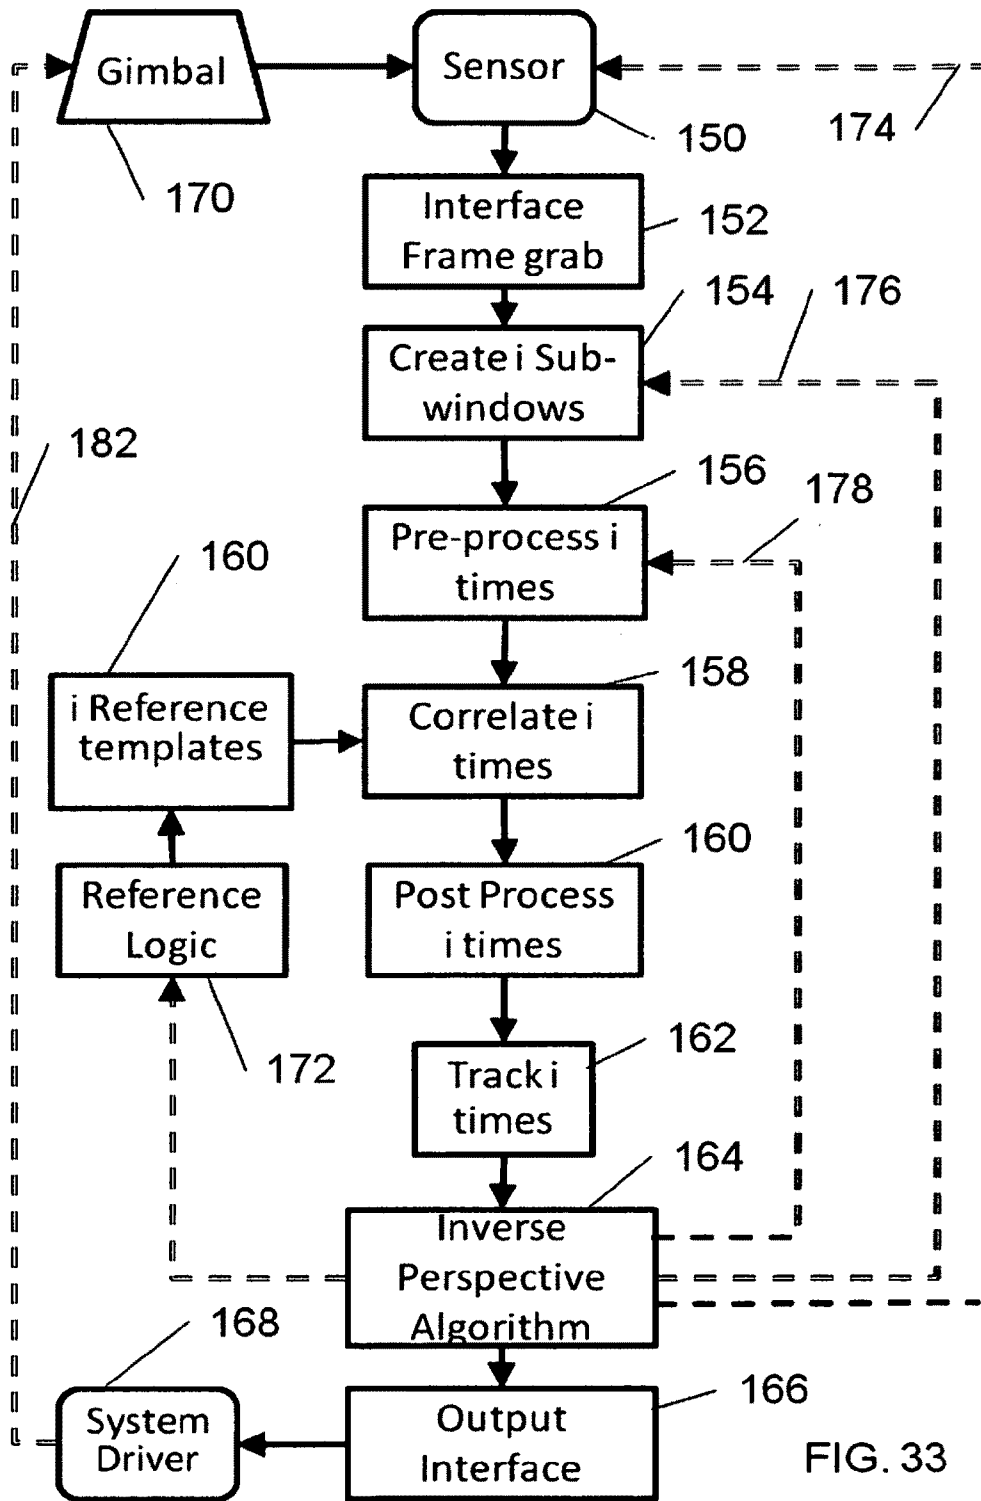 Gimbal
Sensor
174
150
170
Interface
Frame grab
152
154
176
Create i Sub-
windows
182
156
178
Pre-process i
times
160
158
i Reference
templates
Correlate i
times
160
Reference
Logic
Post Process
i times
172
162
Track i
times
164
Inverse
Perspective
Algorithm
168
166
System
Driver
Output
Interface
FIG. 33